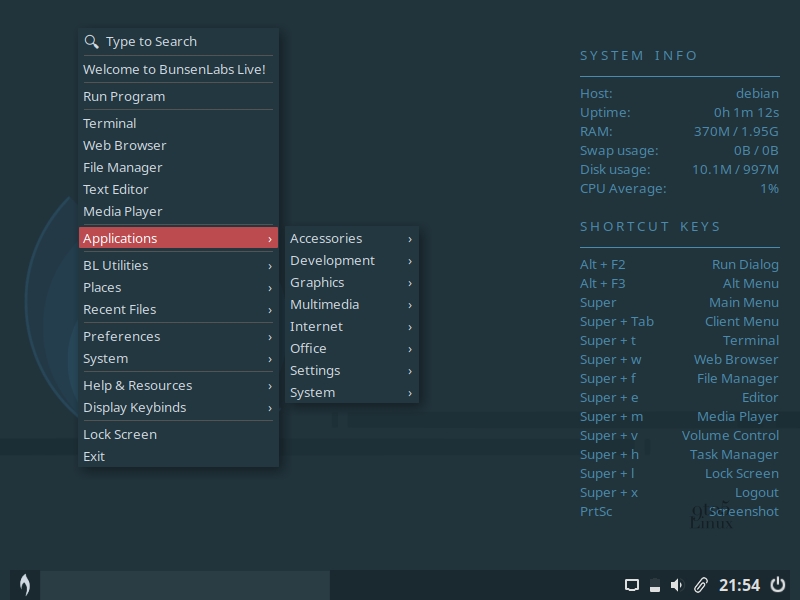 Type to Search
Welcome to BunsenLabs Live!
Run Program
Terminal
Web Browser
File Manager
Text Editor
Media Player
Applications ›
BL Utilities ›
Places ›
Recent Files ›
Preferences ›
System ›
Help & Resources ›
Display Keybinds ›
Lock Screen
Exit
Accessories ›
Development ›
Graphics ›
Multimedia ›
Internet ›
Office ›
Settings ›
System ›
SYSTEM INFO
Host: debian
Uptime: 0h 1m 12s
RAM: 370M / 1.95G
Swap usage: 0B / 0B
Disk usage: 10.1M / 997M
CPU Average: 1%
SHORTCUT KEYS
Alt + F2 Run Dialog
Alt + F3 Alt Menu
Super Main Menu
Super + Tab Client Menu
Super + t Terminal
Super + w Web Browser
Super + f File Manager
Super + e Editor
Super + m Media Player
Super + v Volume Control
Super + h Task Manager
Super + l Lock Screen
Super + x Logout
PrtSc Screenshot
Linux
21:54